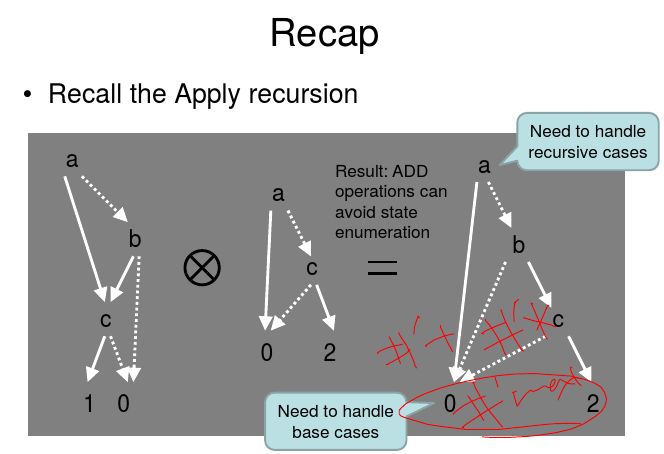 Recap
• Recall the Apply recursion
Need to handle
recursive cases
a
a
Result: ADD
operations can
avoid state
enumeration
a
b
⊗
c
=
b
c
0
2
c
1
0
0
2
Need to handle
base cases